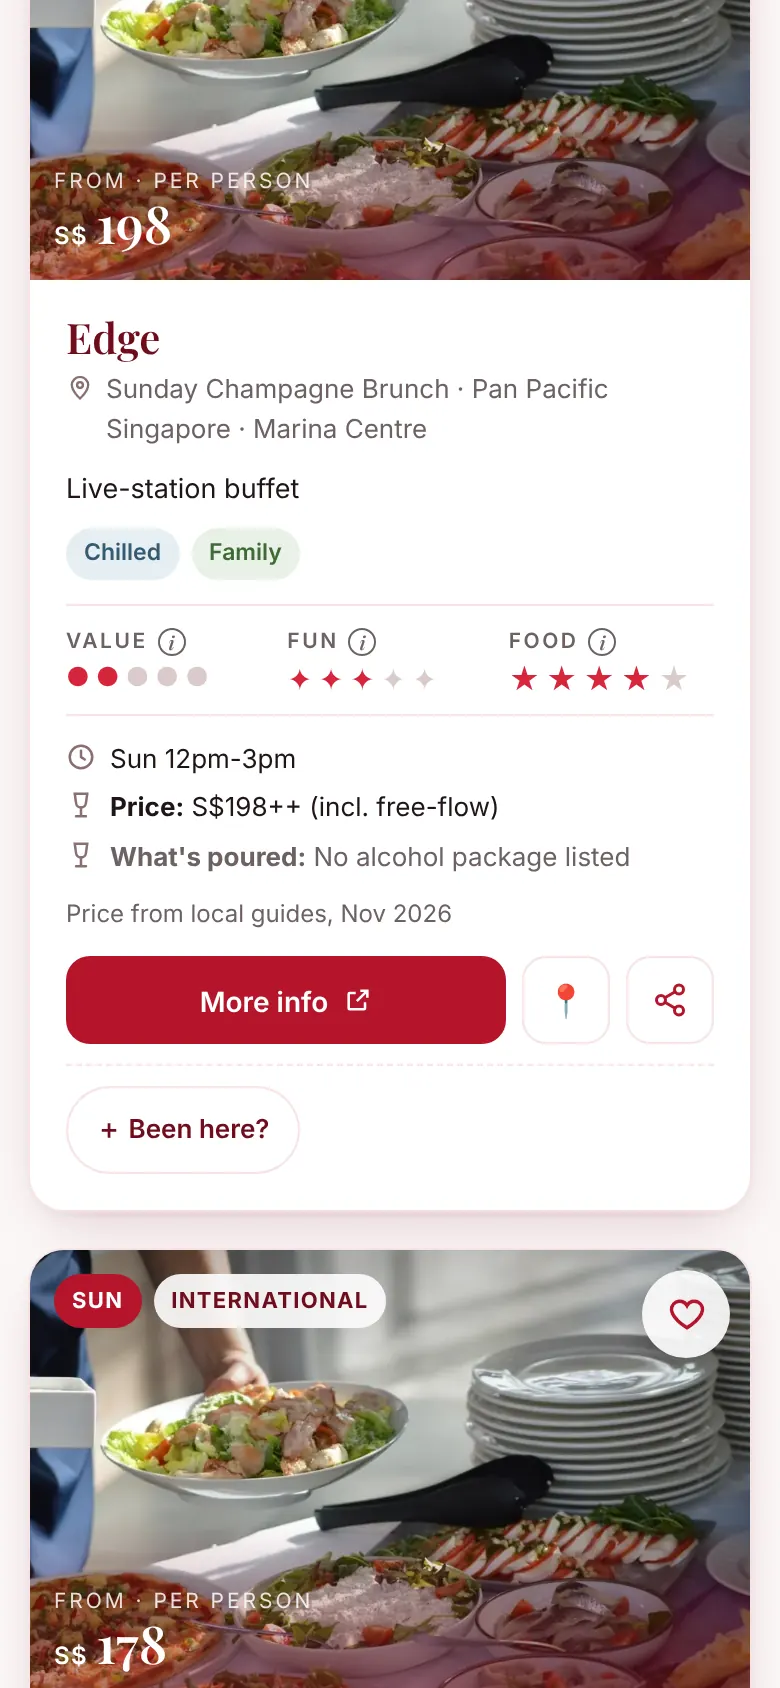 FROM · PER PERSON
S$ 198
Edge
Sunday Champagne Brunch · Pan Pacific
Singapore · Marina Centre
Live-station buffet
Chilled Family
VALUE i FUN i FOOD i
Sun 12pm-3pm
Price: S$198++ (incl. free-flow)
What's poured: No alcohol package listed
Price from local guides, Nov 2026
More info
+ Been here?
SUN INTERNATIONAL
FROM · PER PERSON
S$ 178